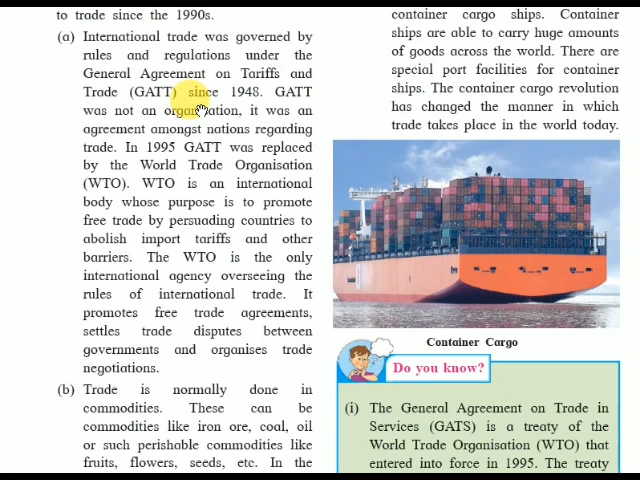 to trade since the 1990s.
(a) International trade was governed by
rules and regulations under the
General Agreement on Tariffs and
Trade (GATT) since 1948. GATT
was not an organisation, it was an
agreement amongst nations regarding
trade. In 1995 GATT was replaced
by the World Trade Organisation
(WTO). WTO is an international
body whose purpose is to promote
free trade by persuading countries to
abolish import tariffs and other
barriers. The WTO is the only
international agency overseeing the
rules of international trade. It
promotes free trade agreements,
settles trade disputes between
governments and organises trade
negotiations.
(b) Trade is normally done in
commodities. These can be
commodities like iron ore, coal, oil
or such perishable commodities like
fruits, flowers, seeds, etc. In the
container cargo ships. Container
ships are able to carry huge amounts
of goods across the world. There are
special port facilities for container
ships. The container cargo revolution
has changed the manner in which
trade takes place in the world today.
Container Cargo
Do you know?
(i) The General Agreement on Trade in
Services (GATS) is a treaty of the
World Trade Organisation (WTO) that
entered into force in 1995. The treaty